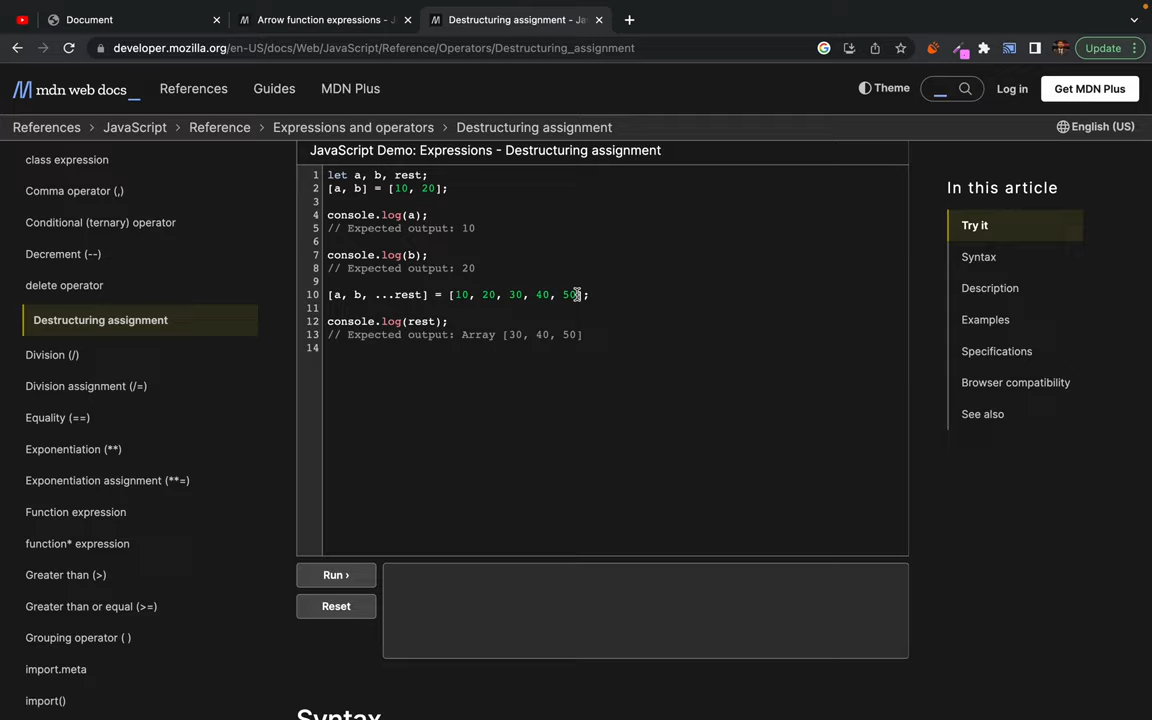 Document
Arrow function expressions - J
Destructuring assignment - Ja
developer.mozilla.org/en-US/docs/Web/JavaScript/Reference/Operators/Destructuring_assignment
Update
mdn web docs_
References
Guides
MDN Plus
Theme
Log in
Get MDN Plus
References
JavaScript
Reference
Expressions and operators
Destructuring assignment
English (US)
class expression
Comma operator (,)
Conditional (ternary) operator
Decrement (--)
delete operator
Destructuring assignment
Division (/)
Division assignment (/=)
Equality (==)
Exponentiation (**)
Exponentiation assignment (**=)
Function expression
function* expression
Greater than (>)
Greater than or equal (>=)
Grouping operator ( )
import.meta
import()
JavaScript Demo: Expressions - Destructuring assignment
1 let a, b, rest;
2 [a, b] = [10, 20];
3
4 console.log(a);
5 // Expected output: 10
6
7 console.log(b);
8 // Expected output: 20
9
10 [a, b, ...rest] = [10, 20, 30, 40, 50];
11
12 console.log(rest);
13 // Expected output: Array [30, 40, 50]
14
Run ›
Reset
Syntax
In this article
Try it
Syntax
Description
Examples
Specifications
Browser compatibility
See also